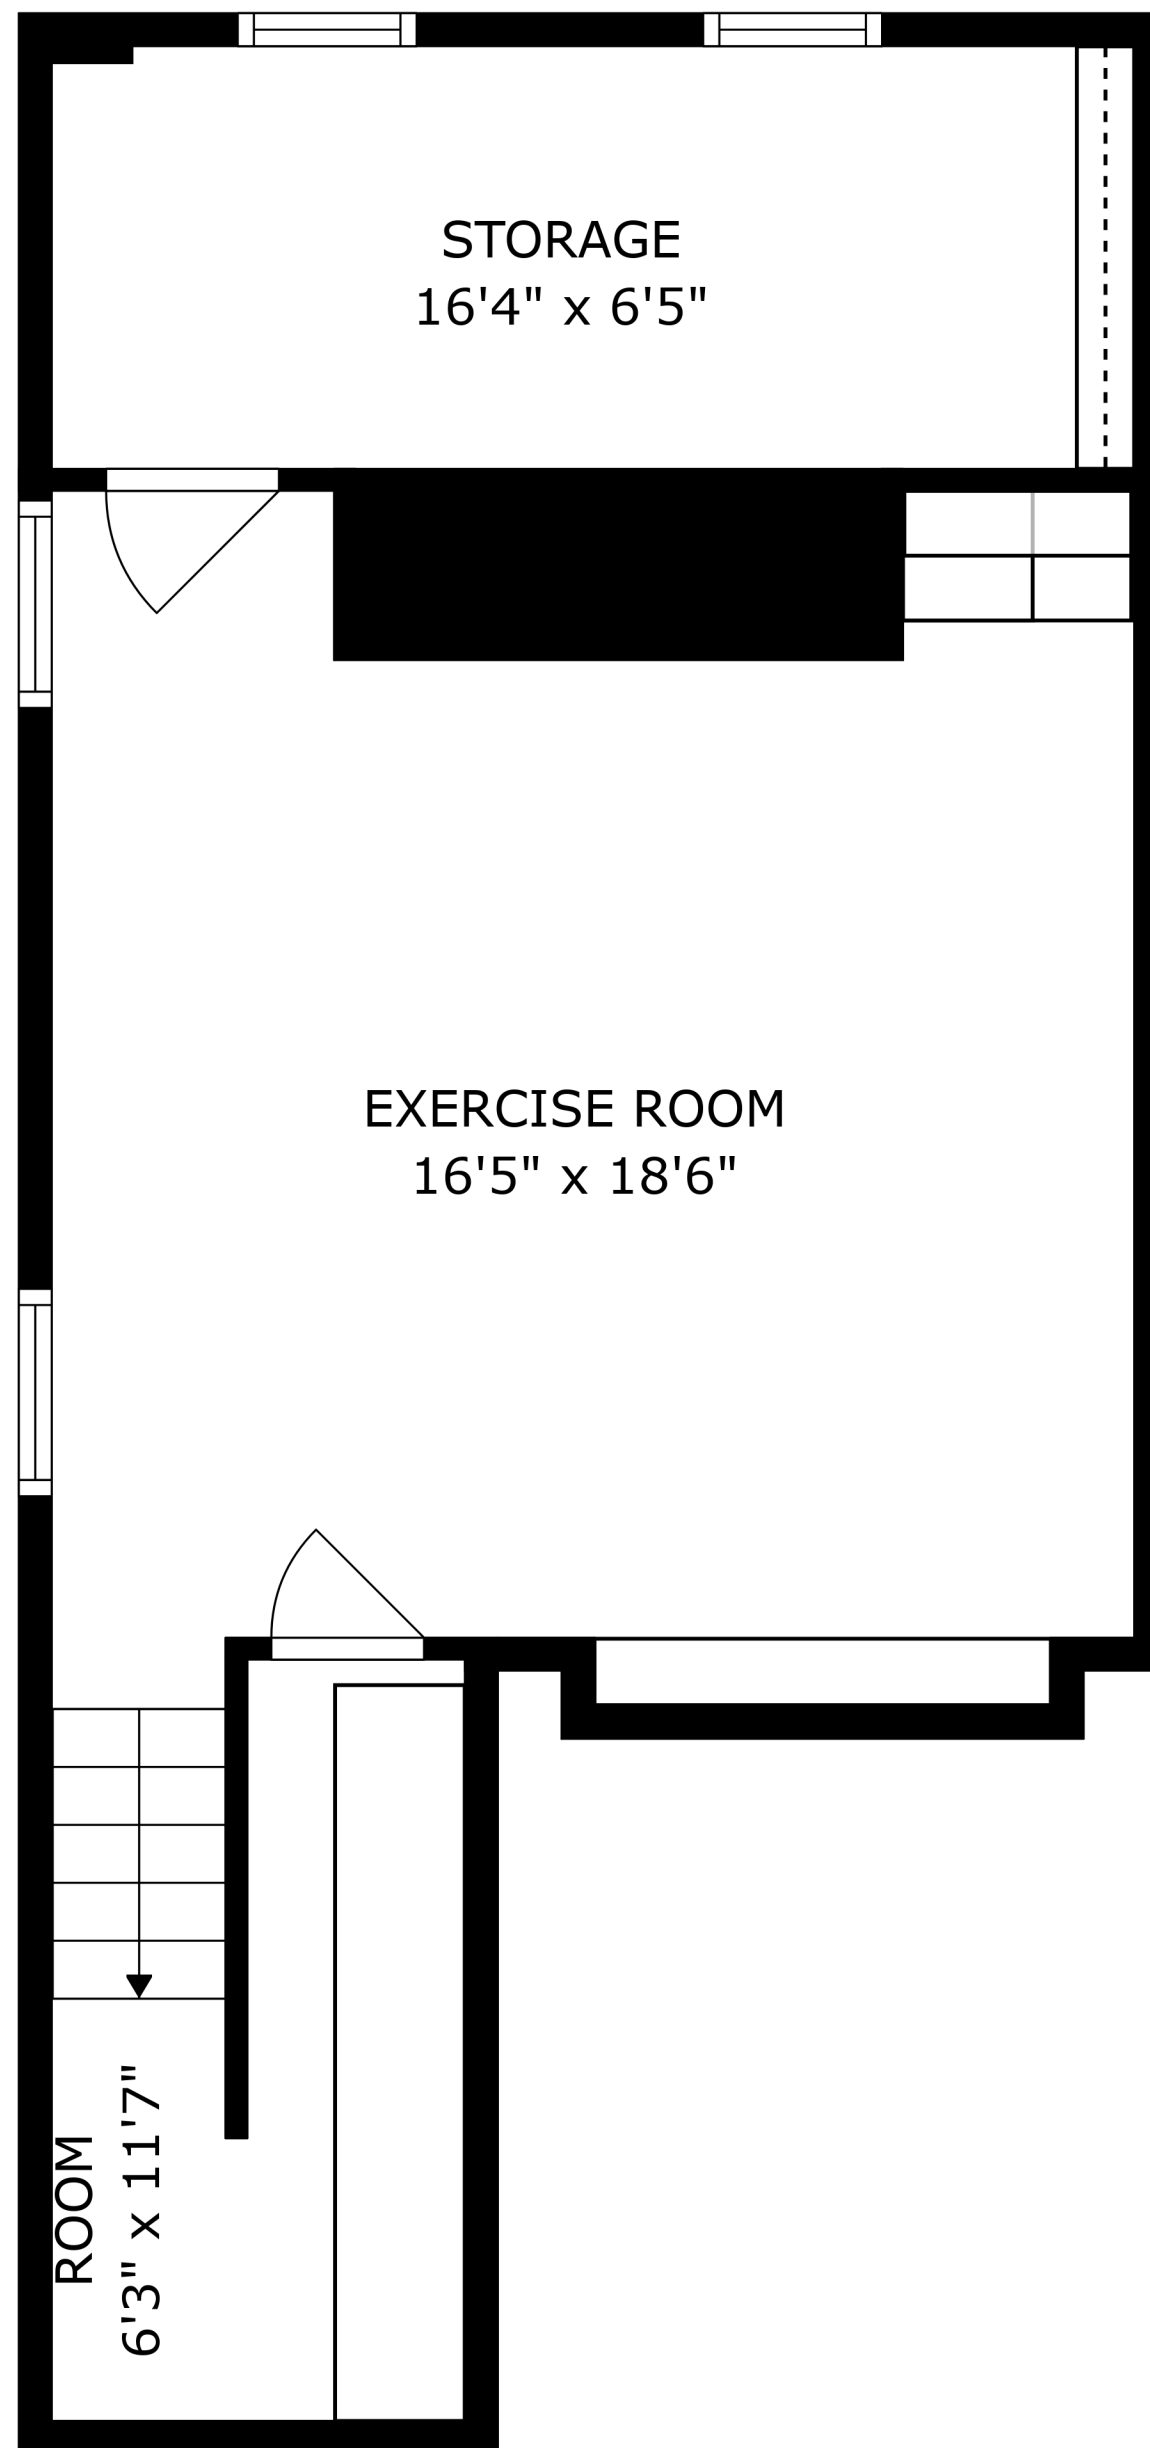 STORAGE
16'4" x 6'5"
EXERCISE ROOM
16'5" x 18'6"
ROOM
6'3" x 11'7"